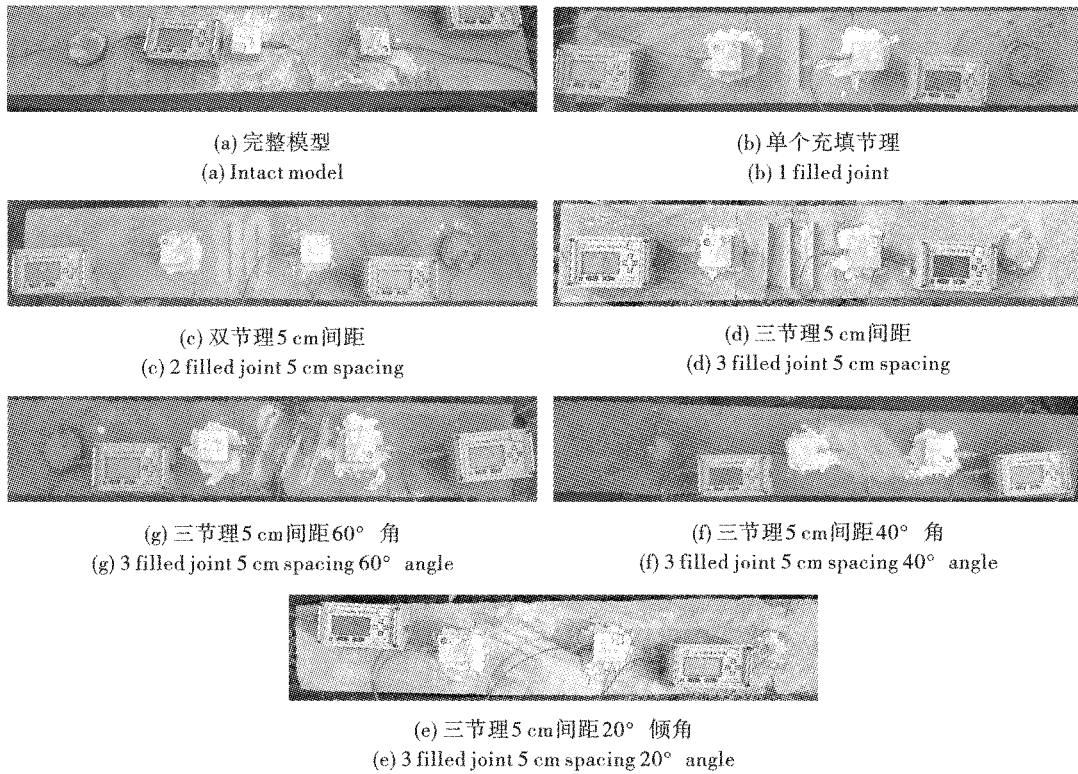 (a) 完整模型
(a) Intact model
(b) 单个充填节理
(b) 1 filled joint
(c) 双节理5 cm间距
(c) 2 filled joint 5 cm spacing
(d) 三节理5 cm间距
(d) 3 filled joint 5 cm spacing
(g) 三节理5 cm间距60° 角
(g) 3 filled joint 5 cm spacing 60° angle
(f) 三节理5 cm间距40° 角
(f) 3 filled joint 5 cm spacing 40° angle
(e) 三节理5 cm间距20° 倾角
(e) 3 filled joint 5 cm spacing 20° angle